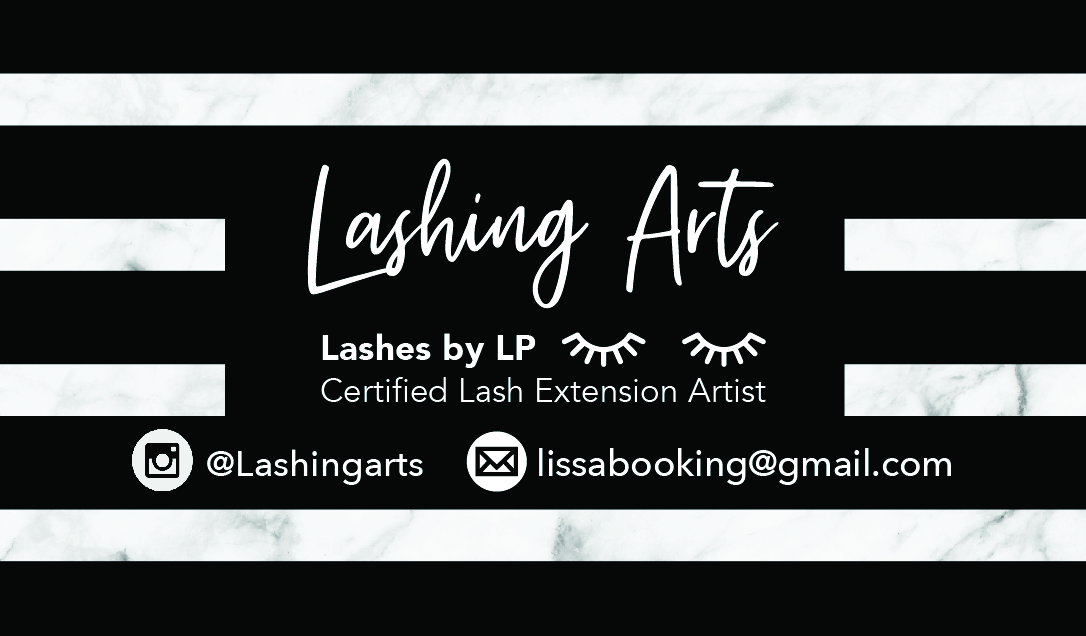 Lashing Arts
Lashes by LP
Certified Lash Extension Artist
@Lashingarts lissabooking@gmail.com